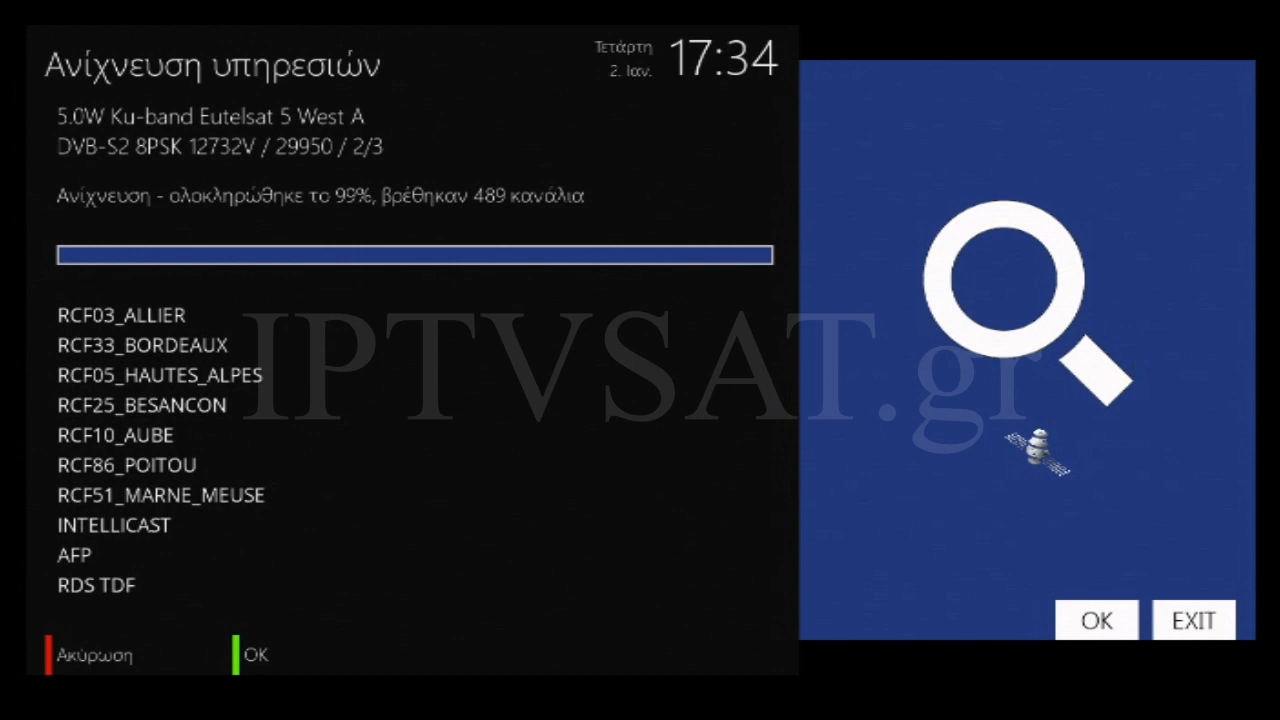 Ανίχνευση υπηρεσιών
Τετάρτη
2. Ιαν.
17:34
5.0W Ku-band Eutelsat 5 West A
DVB-S2 8PSK 12732V / 29950 / 2/3
Ανίχνευση - ολοκληρώθηκε το 99%, βρέθηκαν 489 κανάλια
RCF03_ALLIER
RCF33_BORDEAUX
RCF05_HAUTES_ALPES
RCF25_BESANCON
RCF10_AUBE
RCF86_POITOU
RCF51_MARNE_MEUSE
INTELLICAST
AFP
RDS TDF
IPTVSAT.gr
Ακύρωση
OK
OK
EXIT